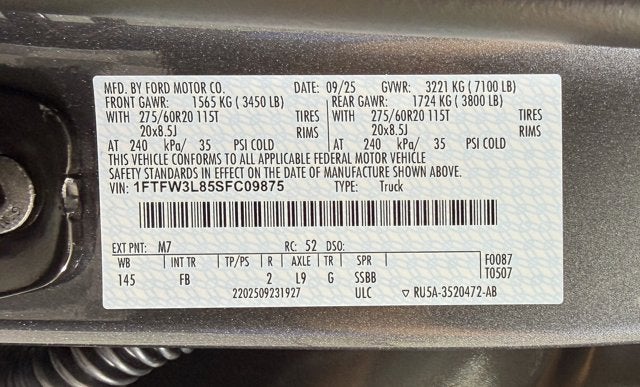 MFD. BY FORD MOTOR CO. DATE: 09/25 GVWR: 3221 KG ( 7100 LB)
FRONT GAWR: 1565 KG ( 3450 LB) REAR GAWR: 1724 KG ( 3800 LB)
WITH 275/60R20 115T TIRES WITH 275/60R20 115T TIRES
20x8.5J RIMS 20x8.5J RIMS
AT 240 kPa/ 35 PSI COLD AT 240 kPa/ 35 PSI COLD
THIS VEHICLE CONFORMS TO ALL APPLICABLE FEDERAL MOTOR VEHICLE
SAFETY STANDARDS IN EFFECT ON THE DATE OF MANUFACTURE SHOWN ABOVE.
VIN: 1FTFW3L85SFC09875 TYPE: Truck
EXT PNT: M7 RC: 52 DSO: F0087
WB INT TR TP/PS R AXLE TR SPR T0507
145 FB 2 L9 G SSBB
2202509231927 ULC ▽ RU5A-3520472-AB